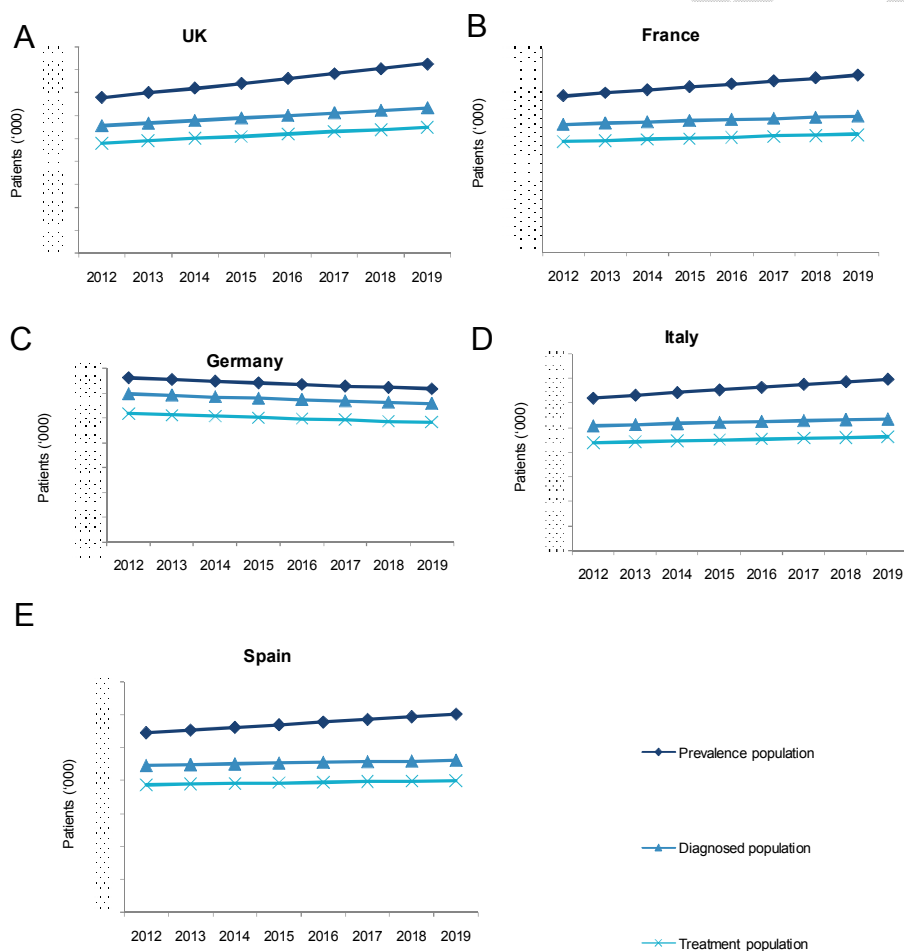 A
UK
Patients ('000)
2012 2013 2014 2015 2016 2017 2018 2019
B
France
Patients ('000)
2012 2013 2014 2015 2016 2017 2018 2019
C
Germany
Patients ('000)
2012 2013 2014 2015 2016 2017 2018 2019
D
Italy
Patients ('000)
2012 2013 2014 2015 2016 2017 2018 2019
E
Spain
Patients ('000)
2012 2013 2014 2015 2016 2017 2018 2019
Prevalence population
Diagnosed population
Treatment population